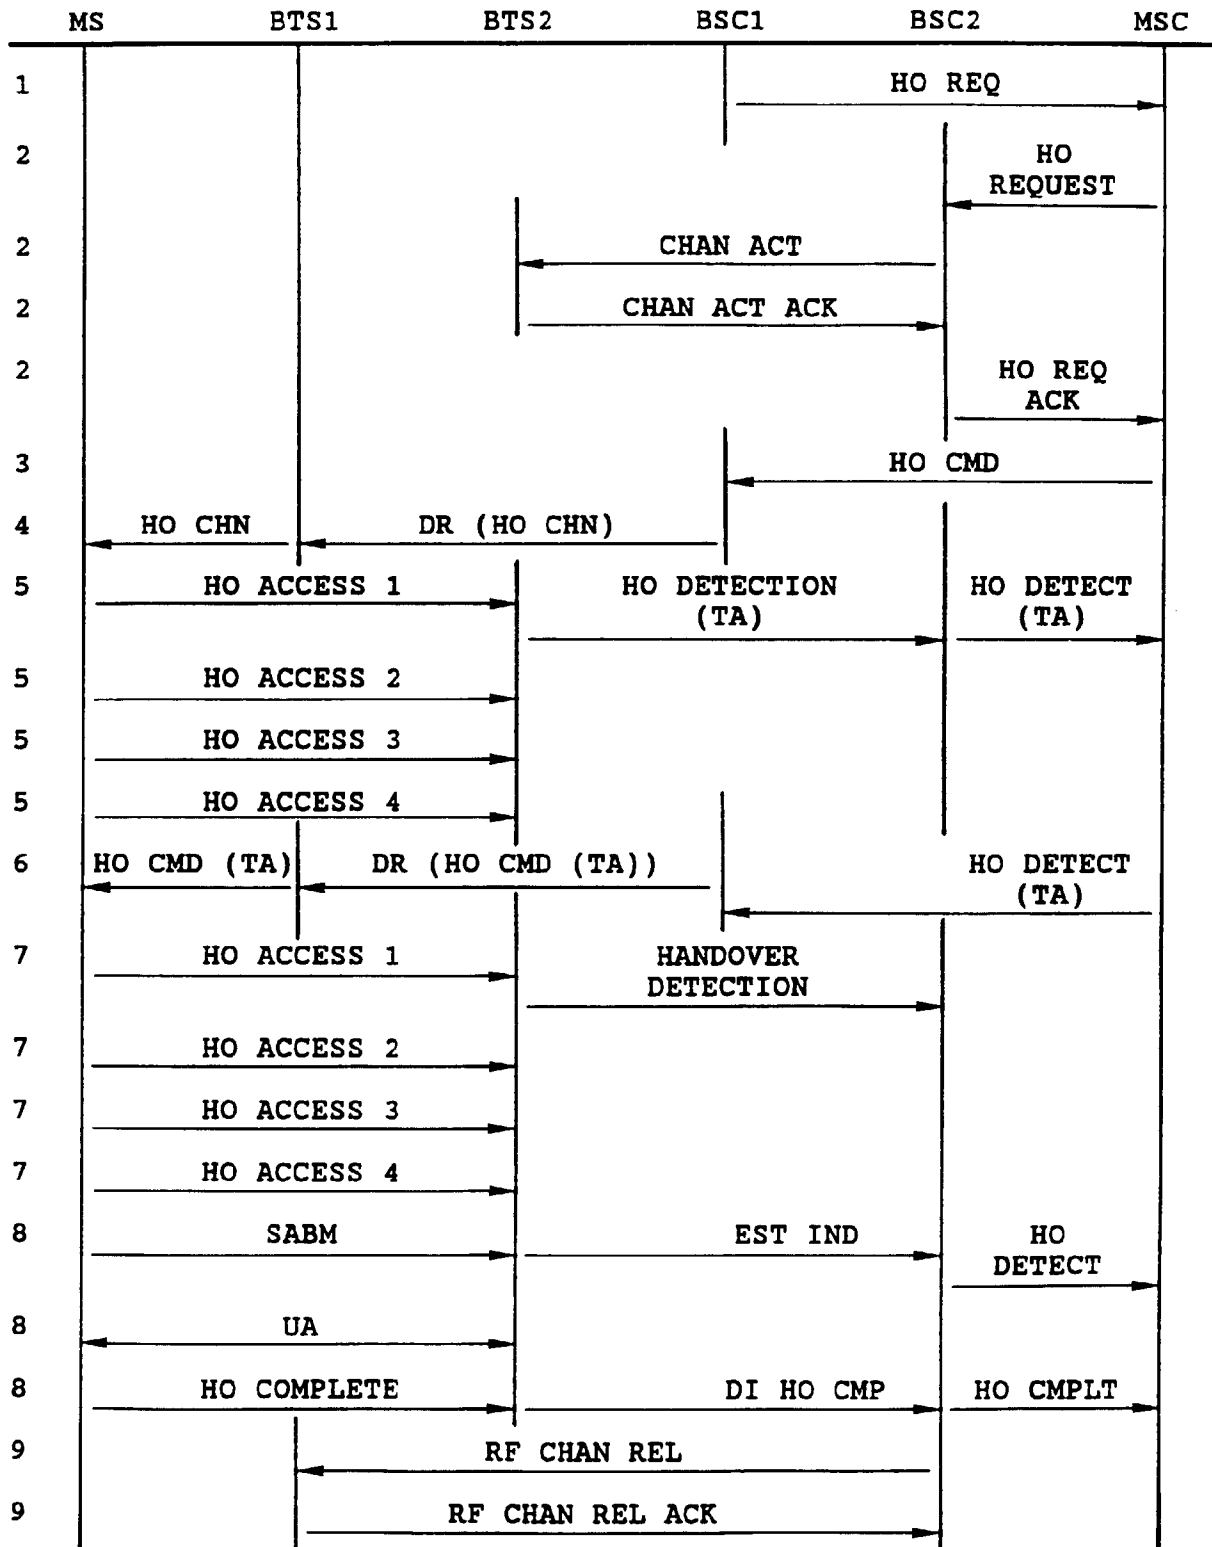 MS BTS1 BTS2 BSC1 BSC2 MSC
1 HO REQ
2 HO
REQUEST
2 CHAN ACT
2 CHAN ACT ACK
2 HO REQ
ACK
3 HO CMD
4 HO CHN DR (HO CHN)
5 HO ACCESS 1 HO DETECTION HO DETECT
(TA) (TA)
5 HO ACCESS 2
5 HO ACCESS 3
5 HO ACCESS 4
6 HO CMD (TA) DR (HO CMD (TA)) HO DETECT
(TA)
7 HO ACCESS 1 HANDOVER
DETECTION
7 HO ACCESS 2
7 HO ACCESS 3
7 HO ACCESS 4
8 SABM EST IND HO
DETECT
8 UA
8 HO COMPLETE DI HO CMP HO CMPLT
9 RF CHAN REL
9 RF CHAN REL ACK